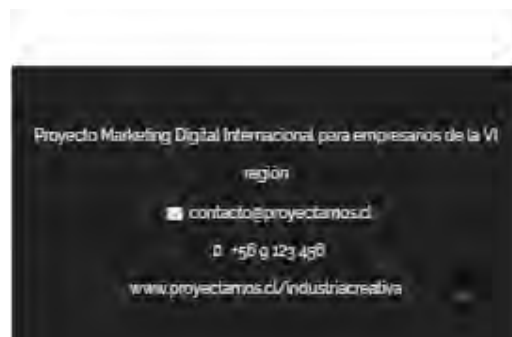 Proyecto Marketing Digital Internacional para empresarios de la VI
región
contacto@proyectamos.cl
+56 9 123 456
www.proyectamos.cl/industriacreativa